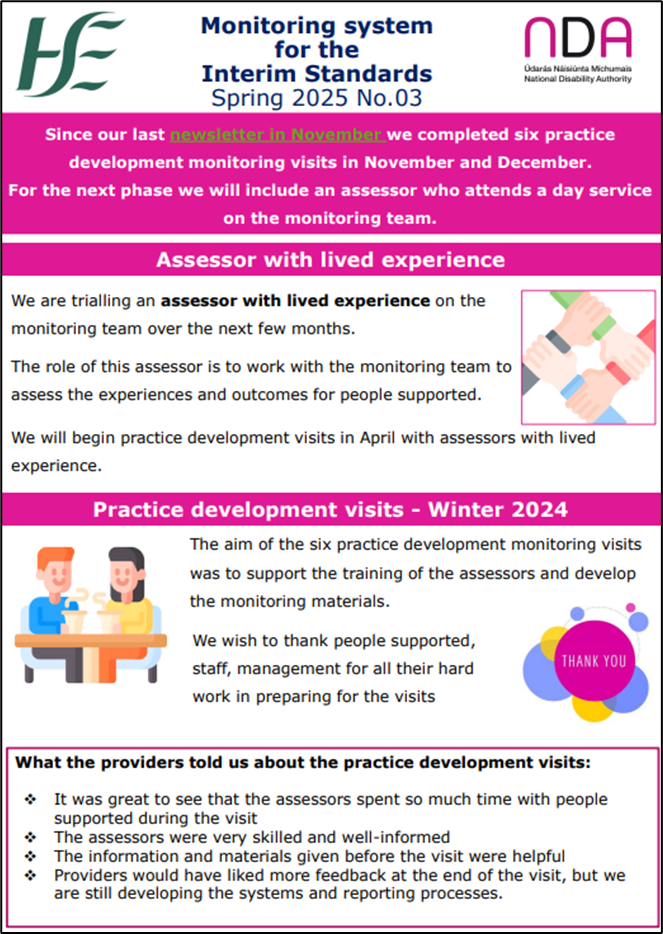 HSE
Monitoring system
for the
Interim Standards
Spring 2025 No.03
NDA
Údarás Náisiúnta Míchumais
National Disability Authority
Since our last newsletter in November we completed six practice
development monitoring visits in November and December.
For the next phase we will include an assessor who attends a day service
on the monitoring team.
Assessor with lived experience
We are trialling an assessor with lived experience on the
monitoring team over the next few months.
The role of this assessor is to work with the monitoring team to
assess the experiences and outcomes for people supported.
We will begin practice development visits in April with assessors with lived
experience.
Practice development visits - Winter 2024
The aim of the six practice development monitoring visits
was to support the training of the assessors and develop
the monitoring materials.
We wish to thank people supported,
staff, management for all their hard
work in preparing for the visits
THANK YOU
What the providers told us about the practice development visits:
❖ It was great to see that the assessors spent so much time with people
supported during the visit
❖ The assessors were very skilled and well-informed
❖ The information and materials given before the visit were helpful
❖ Providers would have liked more feedback at the end of the visit, but we
are still developing the systems and reporting processes.